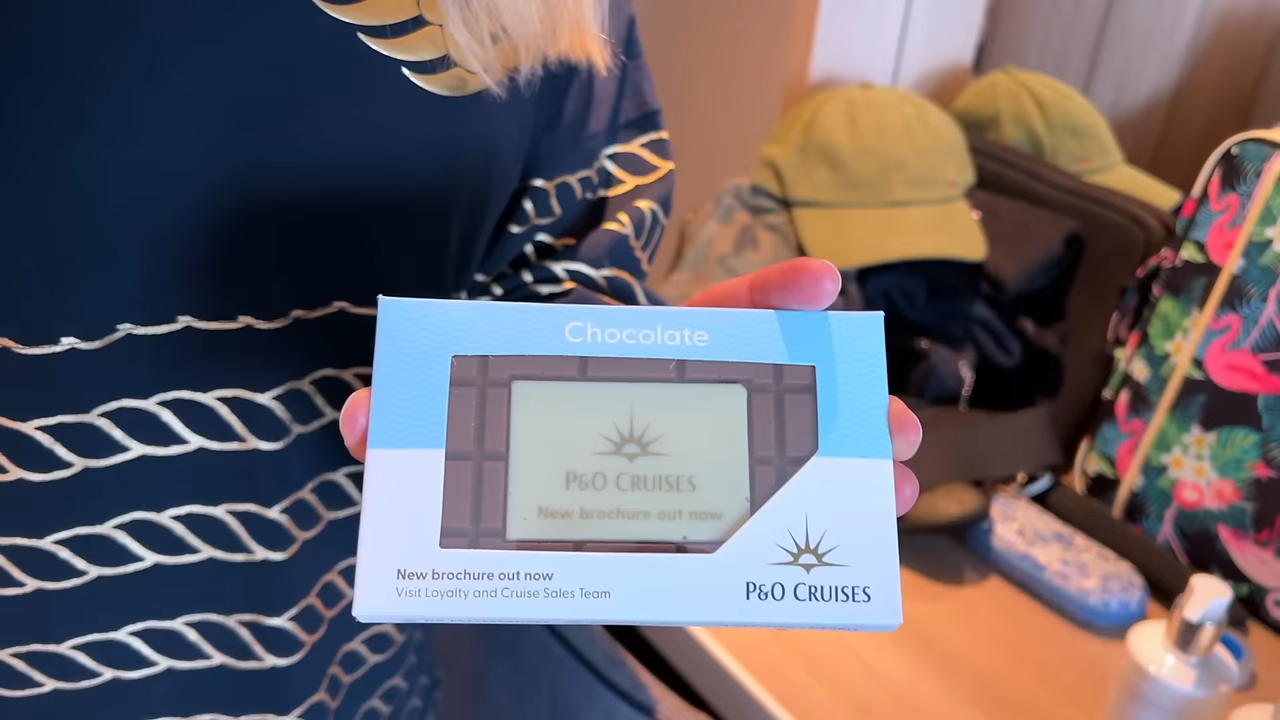 Chocolate
P&O CRUISES
New brochure out now
New brochure out now
Visit Loyalty and Cruise Sales Team
P&O CRUISES